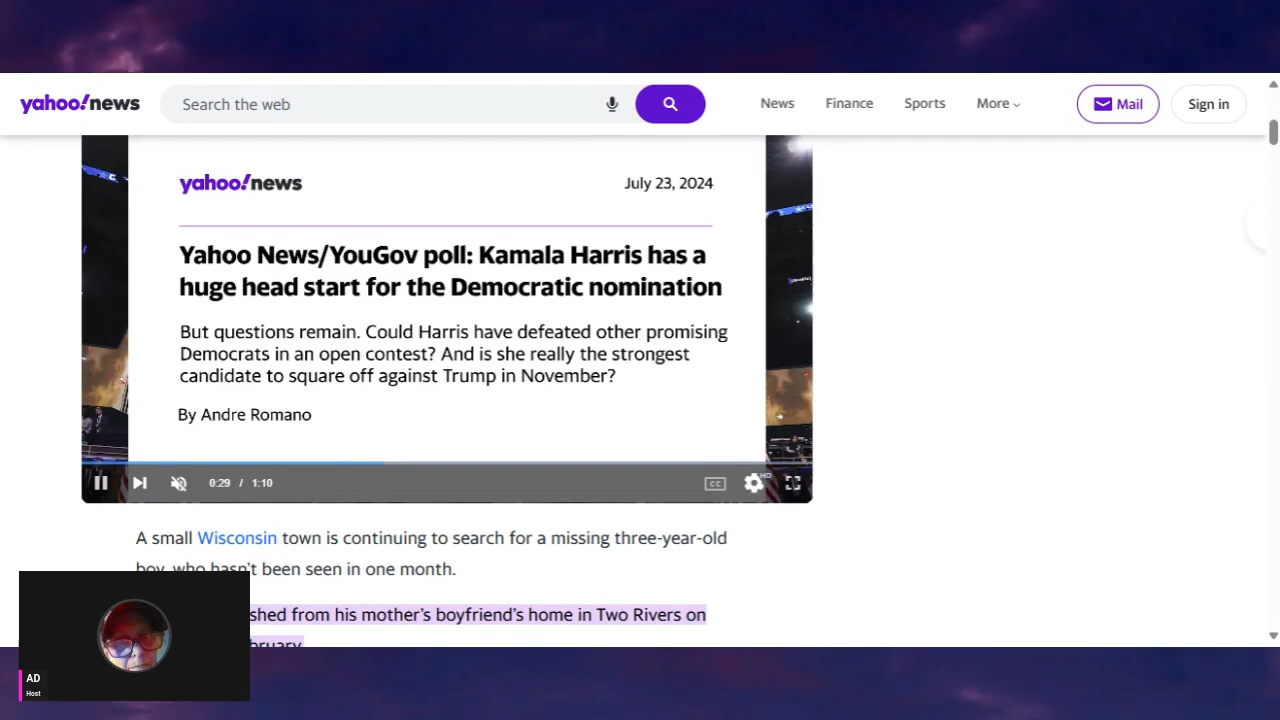 yahoo!news
Search the web
News
Finance
Sports
More
Mail
Sign in
yahoo!news
July 23, 2024
Yahoo News/YouGov poll: Kamala Harris has a
huge head start for the Democratic nomination
But questions remain. Could Harris have defeated other promising
Democrats in an open contest? And is she really the strongest
candidate to square off against Trump in November?
By Andre Romano
0:29 / 1:10
CC
HD
A small Wisconsin town is continuing to search for a missing three-year-old
boy, who hasn't been seen in one month.
shed from his mother's boyfriend's home in Two Rivers on
bruary.
AD
Host